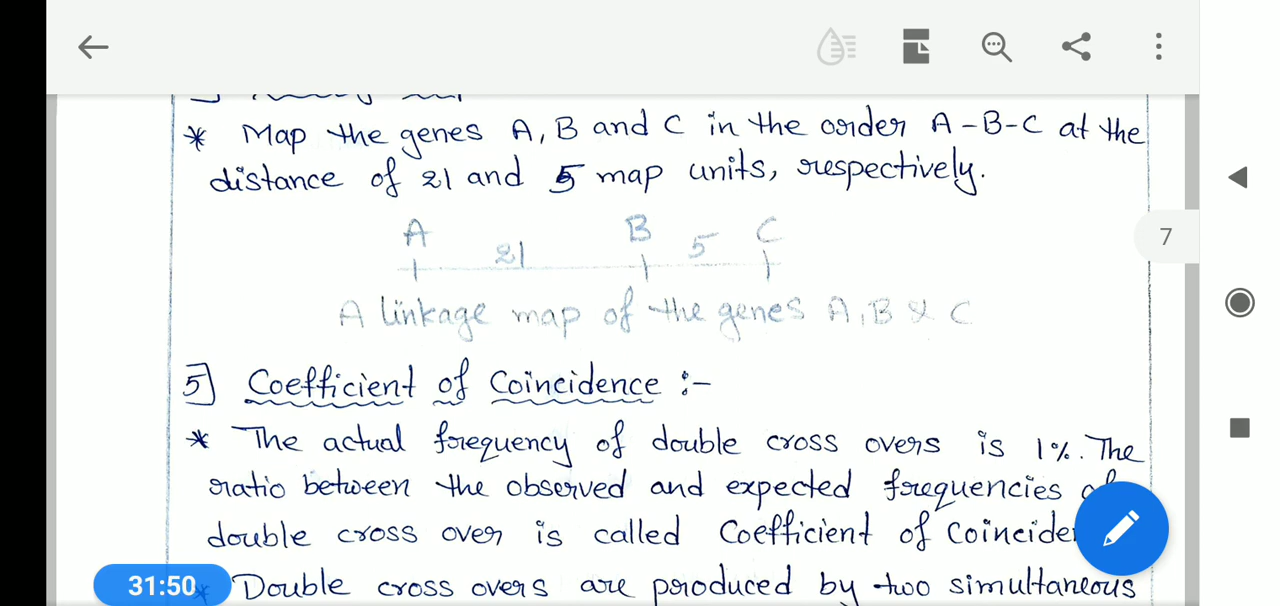 * Map the genes A, B and C in the order A-B-C at the
distance of 21 and 5 map units, respectively.
A 21 B 5 C
A linkage map of the genes A, B & C
7
5] Coefficient of Coincidence :-
* The actual frequency of double cross overs is 1%. The
ratio between the observed and expected frequencies
double cross over is called Coefficient of Coinciden
31:50
* Double cross overs are produced by two simultaneous